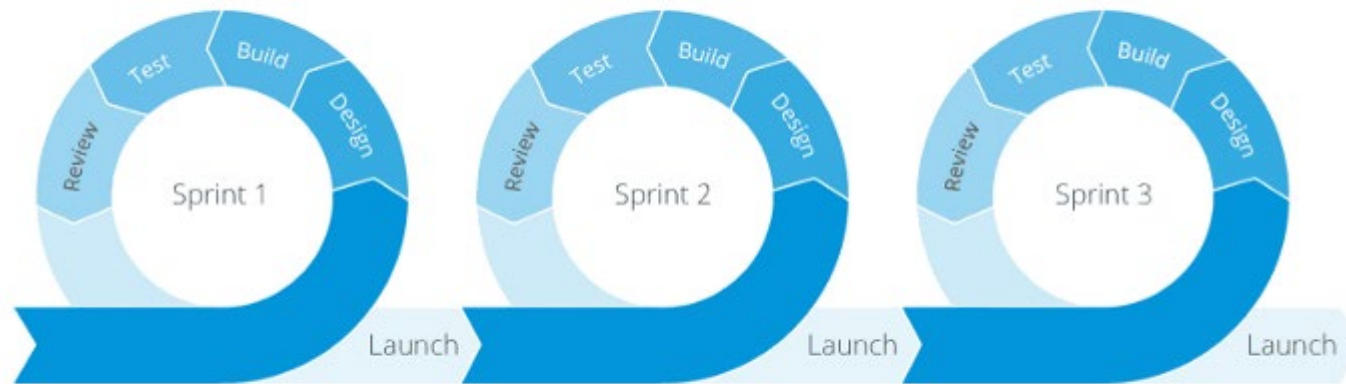 Design
Build
Test
Review
Sprint 1
Launch
Design
Build
Test
Review
Sprint 2
Launch
Design
Build
Test
Review
Sprint 3
Launch